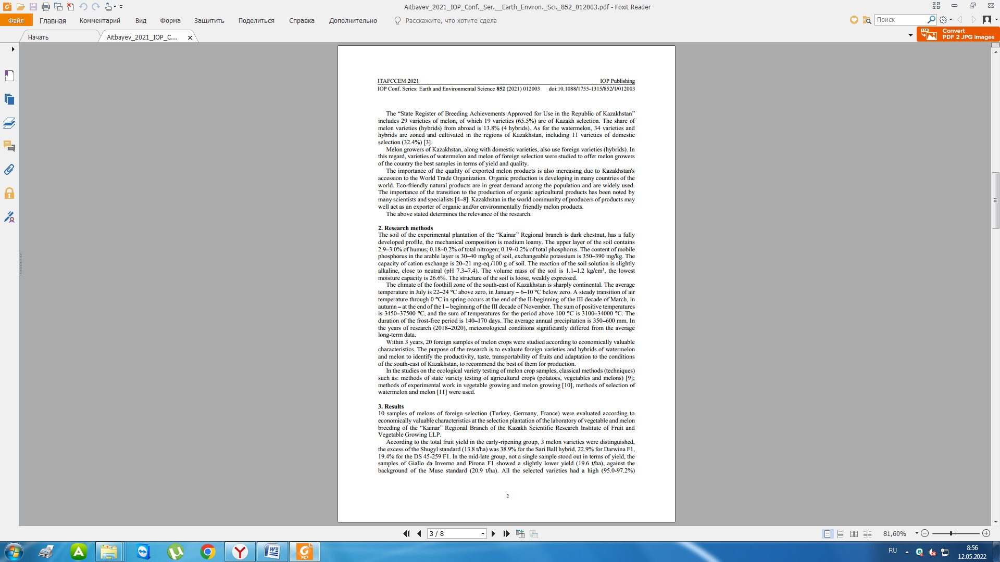 Aitbayev_2021_IOP_Conf._Ser.__Earth_Environ._Sci._852_012003.pdf - Foxit Reader
Файл Главная Комментарий Вид Форма Защитить Поделиться Справка Дополнительно Расскажите, что хотите сдела Поиск
Начать Aitbayev_2021_IOP_C... Convert
PDF 2 JPG Images
ITAFCCEM 2021 IOP Publishing
IOP Conf. Series: Earth and Environmental Science 852 (2021) 012003 doi:10.1088/1755-1315/852/1/012003
The “State Register of Breeding Achievements Approved for Use in the Republic of Kazakhstan”
includes 29 varieties of melon, of which 19 varieties (65.5%) are of Kazakh selection. The share of
melon varieties (hybrids) from abroad is 13.8% (4 hybrids). As for the watermelon, 34 varieties and
hybrids are zoned and cultivated in the regions of Kazakhstan, including 11 varieties of domestic
selection (32.4%) [3].
Melon growers of Kazakhstan, along with domestic varieties, also use foreign varieties (hybrids). In
this regard, varieties of watermelon and melon of foreign selection were studied to offer melon growers
of the country the best samples in terms of yield and quality.
The importance of the quality of exported melon products is also increasing due to Kazakhstan's
accession to the World Trade Organization. Organic production is developing in many countries of the
world. Eco-friendly natural products are in great demand among the population and are widely used.
The importance of the transition to the production of organic agricultural products has been noted by
many scientists and specialists [4–8]. Kazakhstan in the world community of producers of products may
well act as an exporter of organic and/or environmentally friendly melon products.
The above stated determines the relevance of the research.
2. Research methods
The soil of the experimental plantation of the “Kainar” Regional branch is dark chestnut, has a fully
developed profile, the mechanical composition is medium loamy. The upper layer of the soil contains
2.9–3.0% of humus; 0.18–0.2% of total nitrogen; 0.19–0.2% of total phosphorus. The content of mobile
phosphorus in the arable layer is 30–40 mg/kg of soil, exchangeable potassium is 350–390 mg/kg. The
capacity of cation exchange is 20–21 mg-eq./100 g of soil. The reaction of the soil solution is slightly
alkaline, close to neutral (pH 7.3–7.4). The volume mass of the soil is 1.1–1.2 kg/cm³, the lowest
moisture capacity is 26.6%. The structure of the soil is loose, weakly expressed.
The climate of the foothill zone of the south-east of Kazakhstan is sharply continental. The average
temperature in July is 22–24 °C above zero, in January – 6–10 °C below zero. A steady transition of air
temperature through 0 °C in spring occurs at the end of the II-beginning of the III decade of March, in
autumn – at the end of the I – beginning of the III decade of November. The sum of positive temperatures
is 3450–37500 °C, and the sum of temperatures for the period above 100 °C is 3100–34000 °C. The
duration of the frost-free period is 140–170 days. The average annual precipitation is 350–600 mm. In
the years of research (2018–2020), meteorological conditions significantly differed from the average
long-term data.
Within 3 years, 20 foreign samples of melon crops were studied according to economically valuable
characteristics. The purpose of the research is to evaluate foreign varieties and hybrids of watermelon
and melon to identify the productivity, taste, transportability of fruits and adaptation to the conditions
of the south-east of Kazakhstan, to recommend the best of them for production.
In the studies on the ecological variety testing of melon crop samples, classical methods (techniques)
such as: methods of state variety testing of agricultural crops (potatoes, vegetables and melons) [9];
methods of experimental work in vegetable growing and melon growing [10], methods of selection of
watermelon and melon [11] were used.
3. Results
10 samples of melons of foreign selection (Turkey, Germany, France) were evaluated according to
economically valuable characteristics at the selection plantation of the laboratory of vegetable and melon
breeding of the “Kainar” Regional Branch of the Kazakh Scientific Research Institute of Fruit and
Vegetable Growing LLP.
According to the total fruit yield in the early-ripening group, 3 melon varieties were distinguished,
the excess of the Shugyl standard (13.8 t/ha) was 38.9% for the Sari Ball hybrid, 22.9% for Darwina F1,
19.4% for the DS 45-259 F1. In the mid-late group, not a single sample stood out in terms of yield, the
samples of Giallo da Inverno and Pirona F1 showed a slightly lower yield (19.6 t/ha), against the
background of the Muse standard (20.9 t/ha). All the selected varieties had a high (95.0-97.2%)
2
3 / 8 81,60%
RU 8:56
12.05.2022